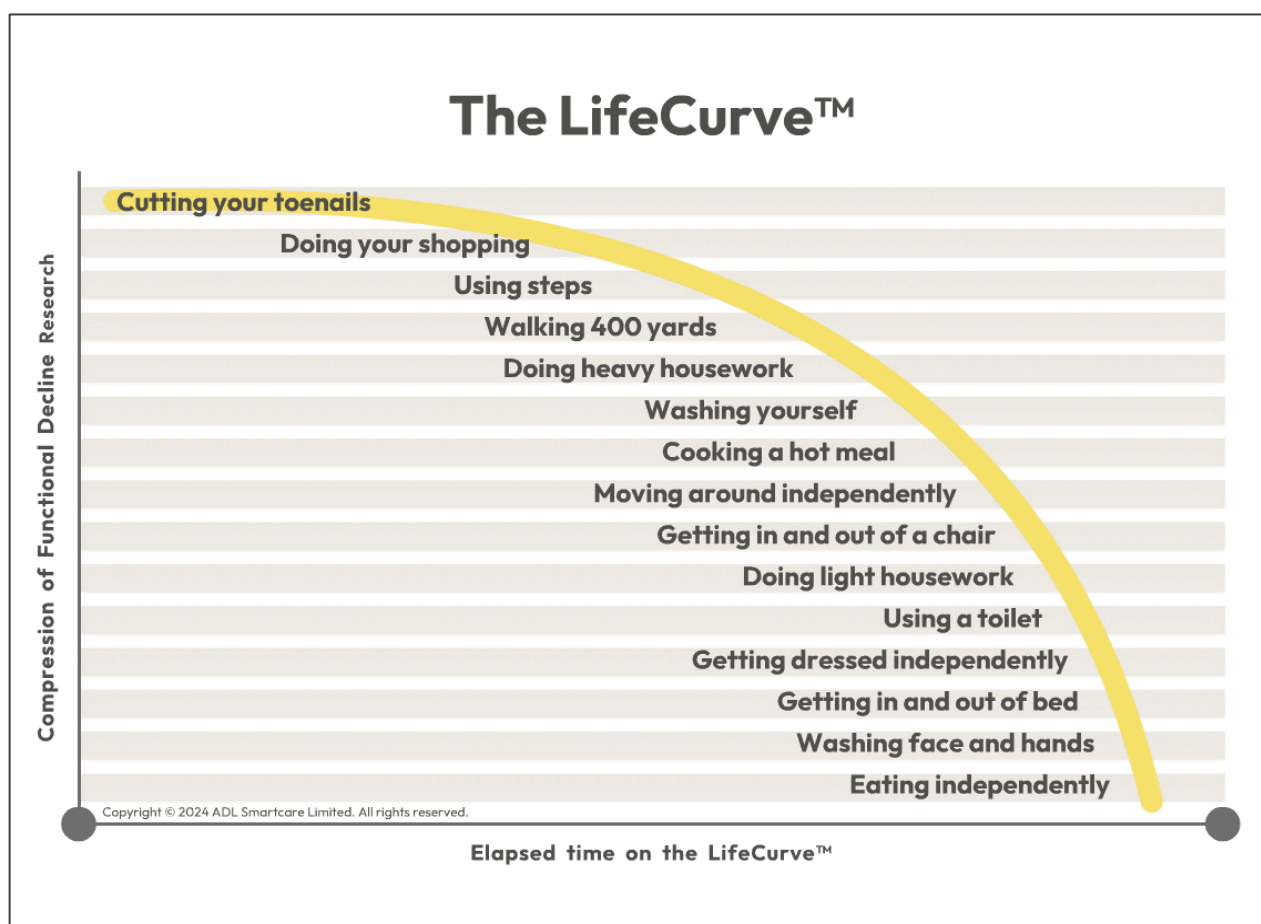 The LifeCurve™
Compression of Functional Decline Research
Cutting your toenails
Doing your shopping
Using steps
Walking 400 yards
Doing heavy housework
Washing yourself
Cooking a hot meal
Moving around independently
Getting in and out of a chair
Doing light housework
Using a toilet
Getting dressed independently
Getting in and out of bed
Washing face and hands
Eating independently
Copyright © 2024 ADL Smartcare Limited. All rights reserved.
Elapsed time on the LifeCurve™